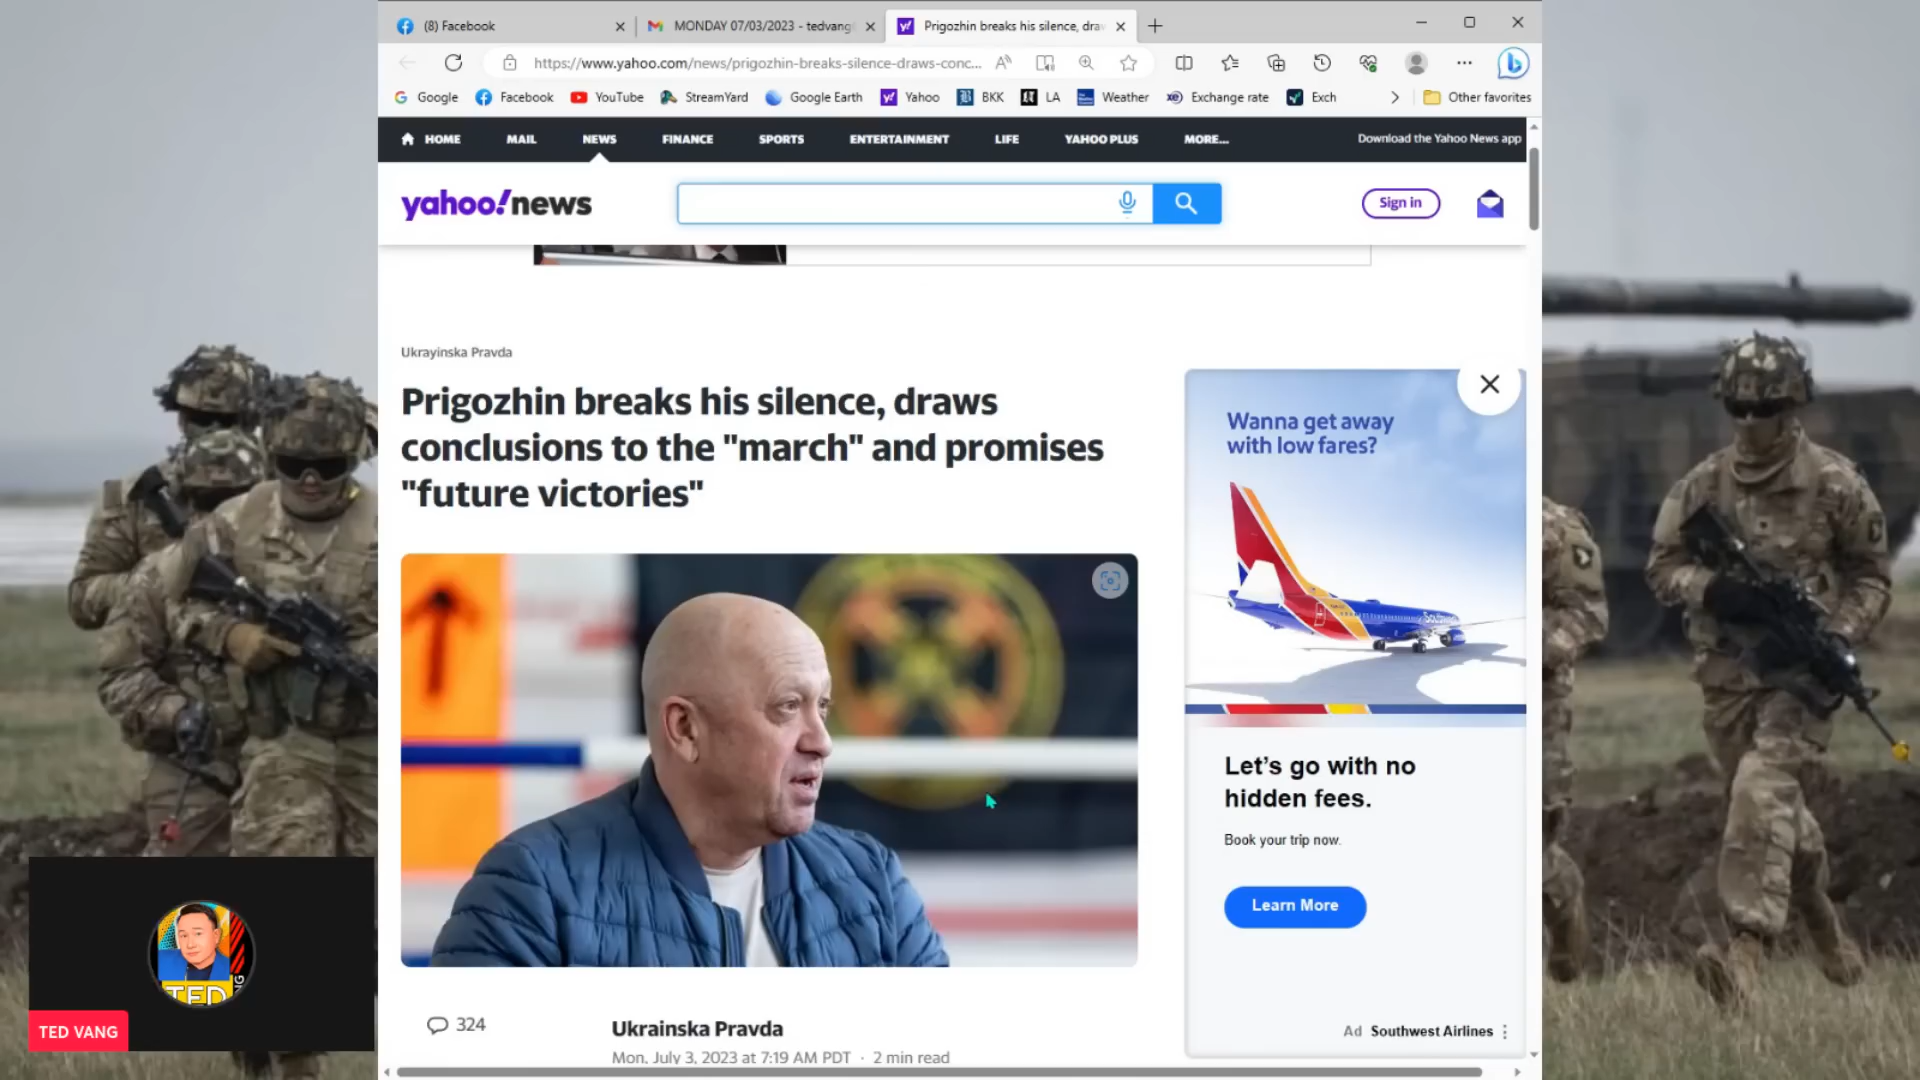 (8) Facebook
MONDAY 07/03/2023 - tedvang
Prigozhin breaks his silence, draw
https://www.yahoo.com/news/prigozhin-breaks-silence-draws-conc...
Google Facebook YouTube StreamYard Google Earth Yahoo BKK LA Weather Exchange rate Exch Other favorites
HOME MAIL NEWS FINANCE SPORTS ENTERTAINMENT LIFE YAHOO PLUS MORE... Download the Yahoo News app
yahoo!news
Sign in
Ukrayinska Pravda
Prigozhin breaks his silence, draws
conclusions to the "march" and promises
"future victories"
Wanna get away
with low fares?
Southwest
Let's go with no
hidden fees.
Book your trip now.
Learn More
Ad Southwest Airlines
324
Ukrainska Pravda
Mon, July 3, 2023 at 7:19 AM PDT · 2 min read
TED
TED VANG